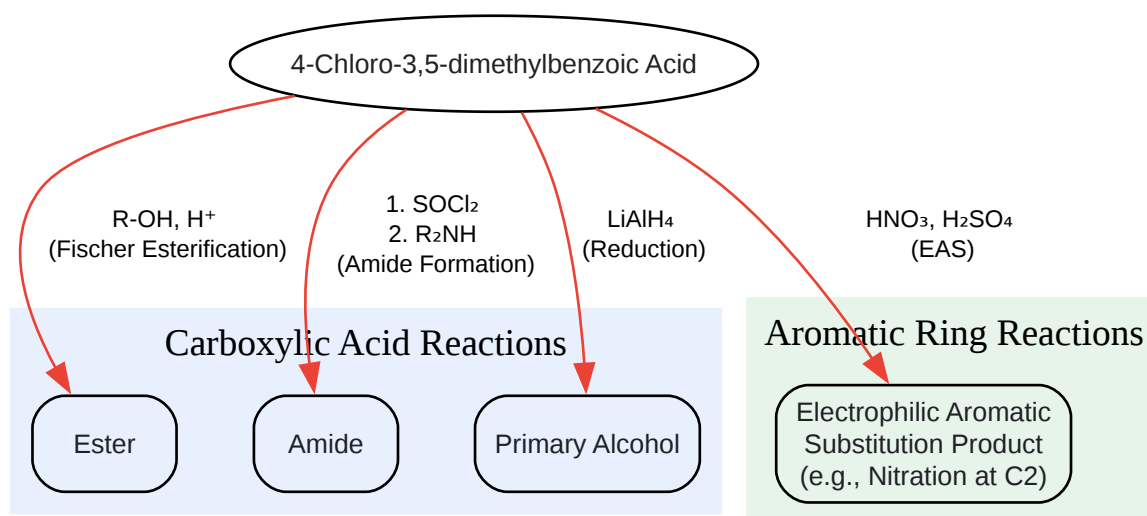 4-Chloro-3,5-dimethylbenzoic Acid
R-OH, H⁺
(Fischer Esterification)
1. SOCl₂
2. R₂NH
(Amide Formation)
LiAlH₄
(Reduction)
HNO₃, H₂SO₄
(EAS)
Carboxylic Acid Reactions
Aromatic Ring Reactions
Ester
Amide
Primary Alcohol
Electrophilic Aromatic
Substitution Product
(e.g., Nitration at C2)